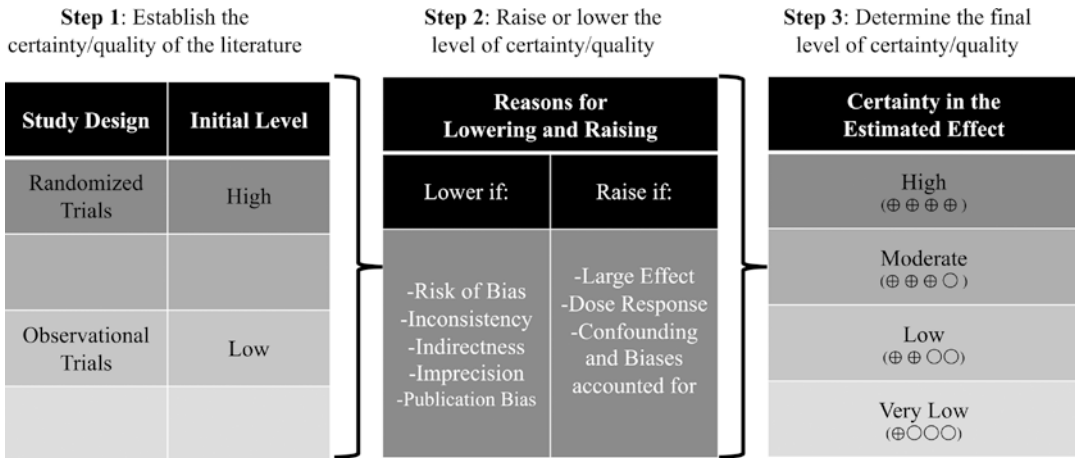 Step 1: Establish the
certainty/quality of the literature
Study Design
Initial Level
Randomized
Trials
High
Observational
Trials
Low
Step 2: Raise or lower the
level of certainty/quality
Reasons for
Lowering and Raising
Lower if:
Raise if:
-Risk of Bias
-Inconsistency
-Indirectness
-Imprecision
-Publication Bias
-Large Effect
-Dose Response
-Confounding
and Biases
accounted for
Step 3: Determine the final
level of certainty/quality
Certainty in the
Estimated Effect
High
(⊕ ⊕ ⊕ ⊕ )
Moderate
(⊕ ⊕ ⊕ ○ )
Low
(⊕ ⊕ ○○)
Very Low
(⊕○○○)